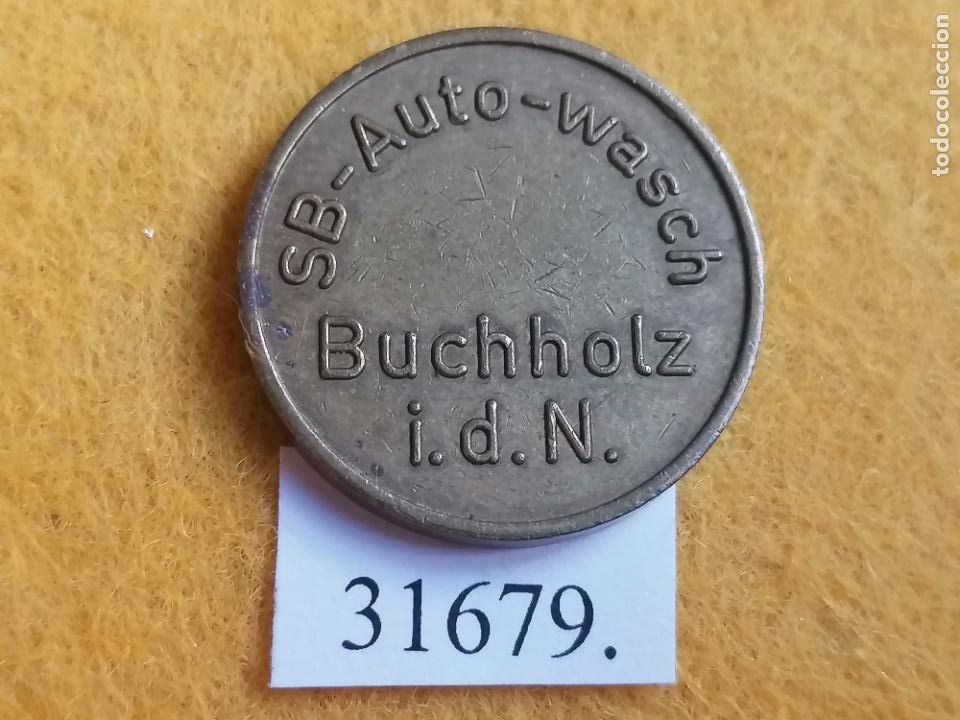 SB-Auto-wasch
Buchholz
i.d.N.
31679.
todocoleccion